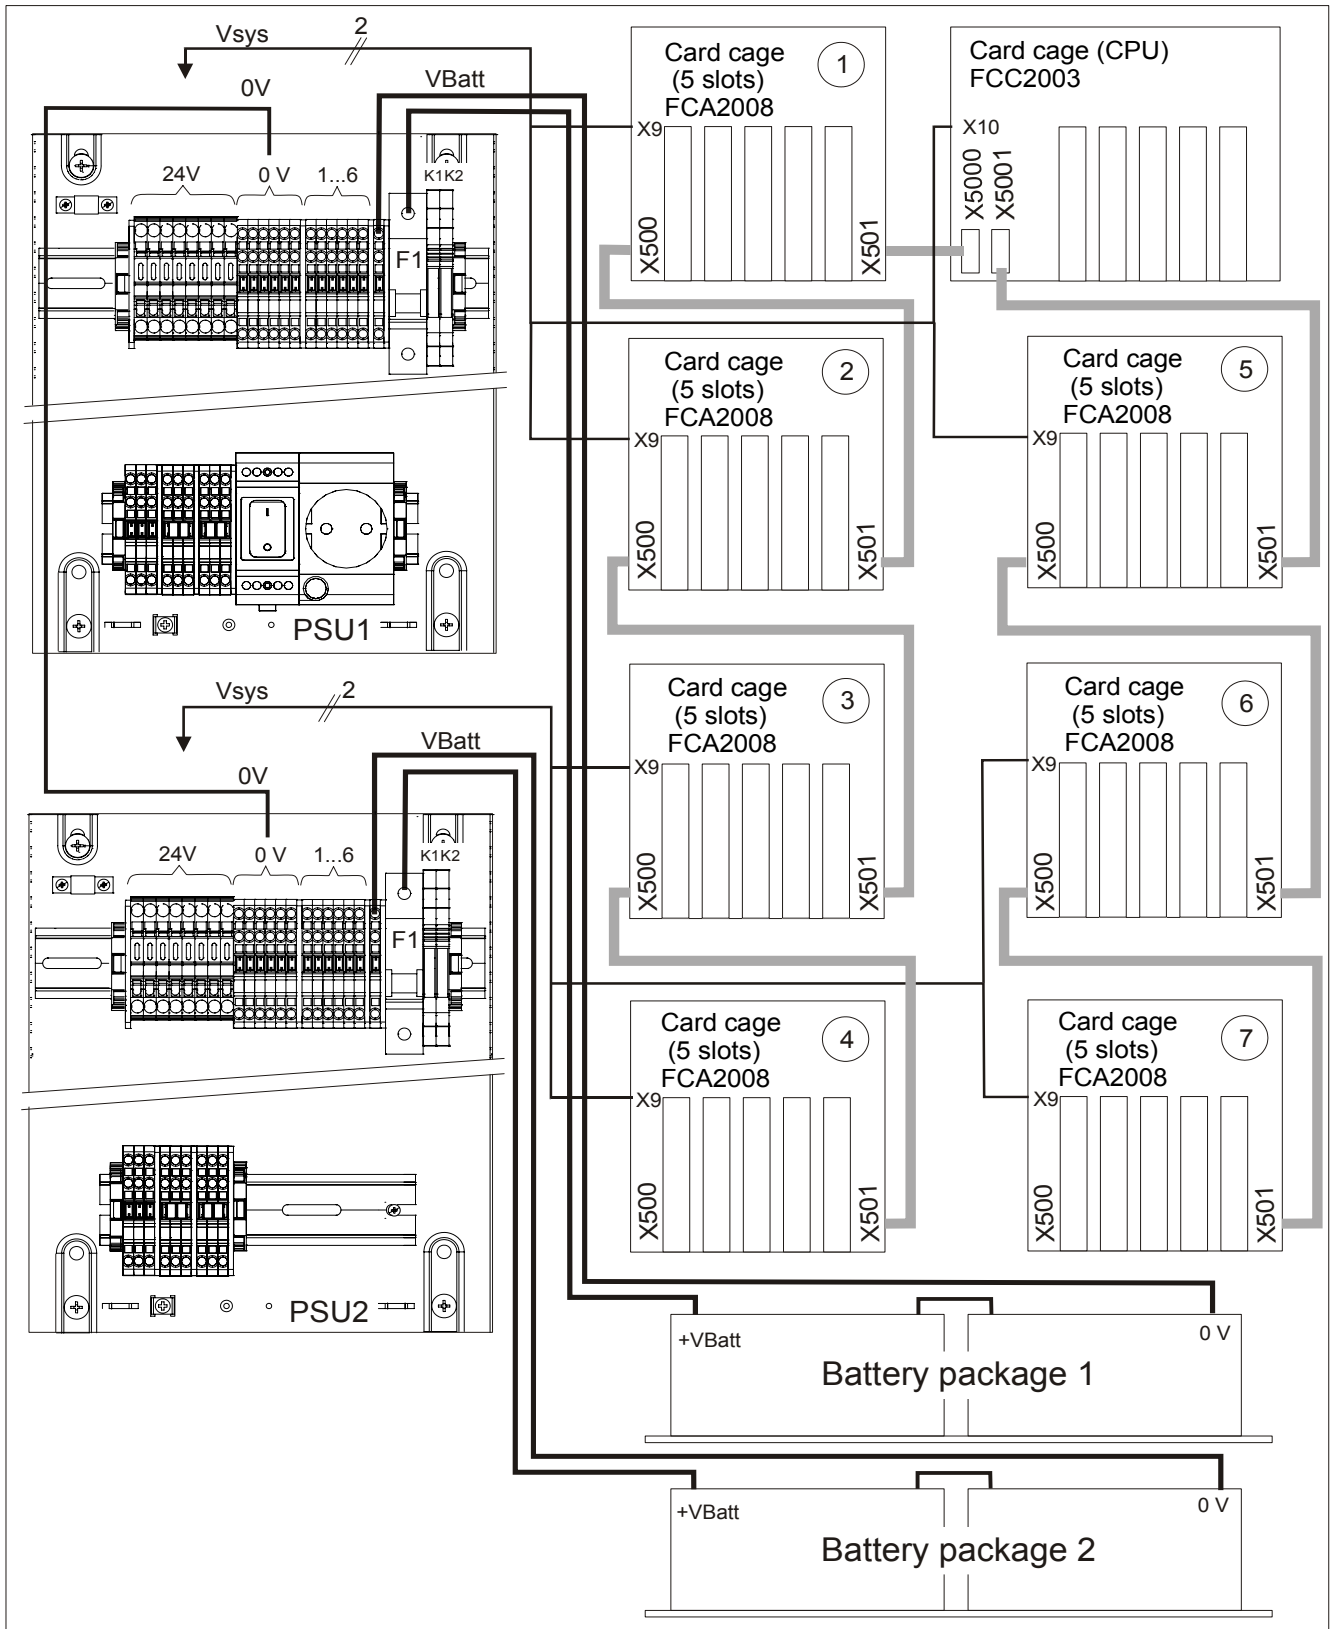 Vsys
2
0V
VBatt
24V
0 V
1...6
K1K2
F1
PSU1
Card cage
(5 slots)
FCA2008
1
X9
X500
X501
Card cage (CPU)
FCC2003
X10
X5000
X5001
Card cage
(5 slots)
FCA2008
2
X9
X500
X501
Card cage
(5 slots)
FCA2008
5
X9
X500
X501
Vsys
2
0V
VBatt
24V
0 V
1...6
K1K2
F1
PSU2
Card cage
(5 slots)
FCA2008
3
X9
X500
X501
Card cage
(5 slots)
FCA2008
6
X9
X500
X501
Card cage
(5 slots)
FCA2008
4
X9
X500
X501
Card cage
(5 slots)
FCA2008
7
X9
X500
X501
+VBatt
0 V
Battery package 1
+VBatt
0 V
Battery package 2